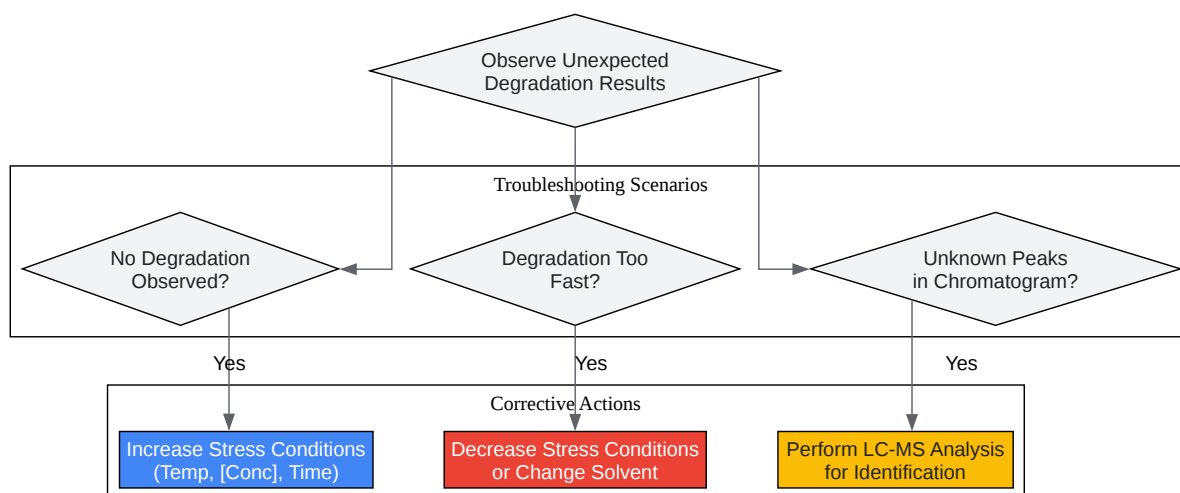 Observe Unexpected
Degradation Results
Troubleshooting Scenarios
No Degradation
Observed?
Degradation Too
Fast?
Unknown Peaks
in Chromatogram?
Yes
Yes
Yes
Corrective Actions
Increase Stress Conditions
(Temp, [Conc], Time)
Decrease Stress Conditions
or Change Solvent
Perform LC-MS Analysis
for Identification